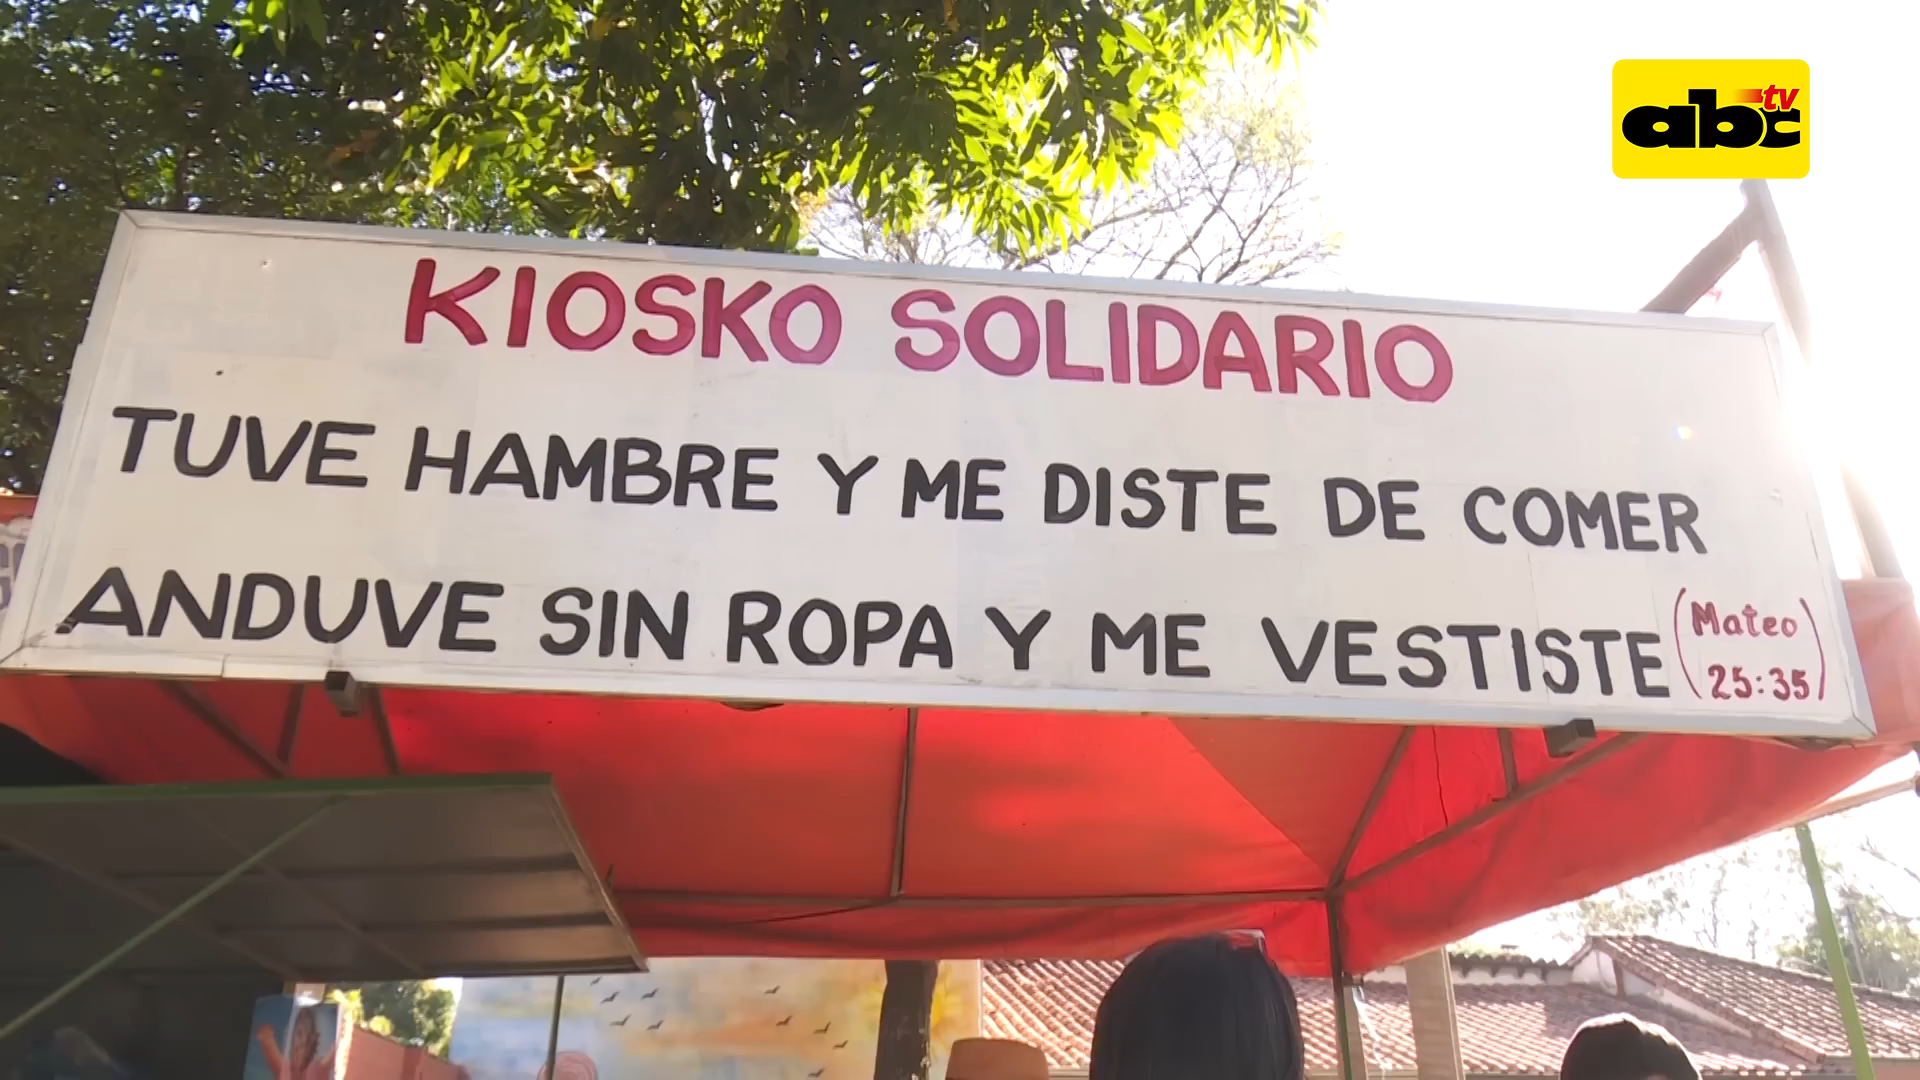 abc tv
KIOSKO SOLIDARIO
TUVE HAMBRE Y ME DISTE DE COMER
ANDUVE SIN ROPA Y ME VESTISTE (Mateo
25:35)